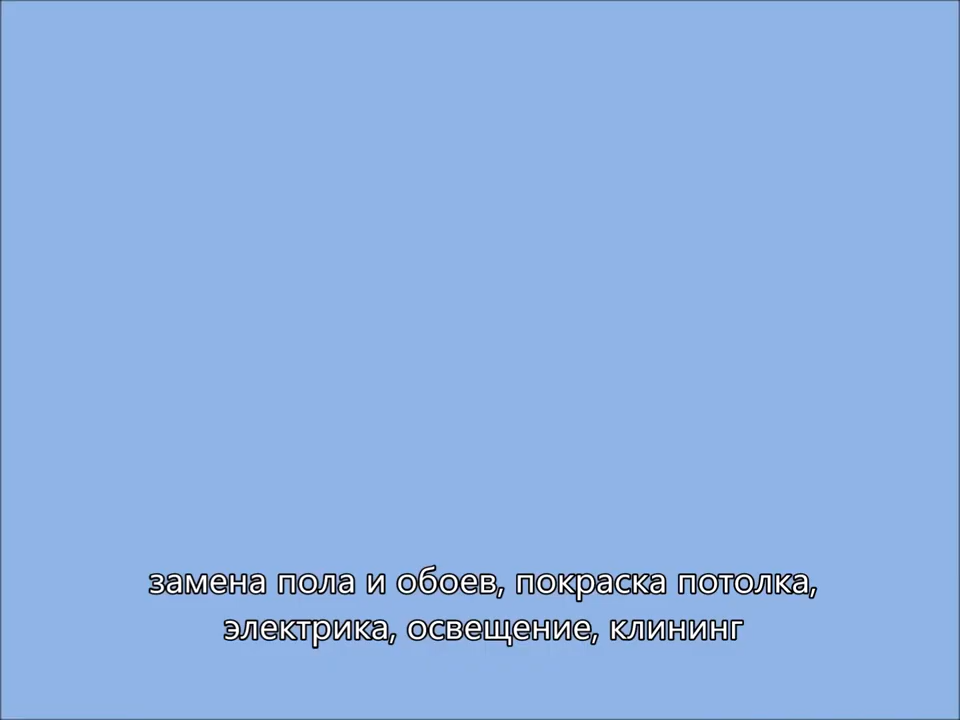 замена пола и обоев, покраска потолка,
электрика, освещение, клининг